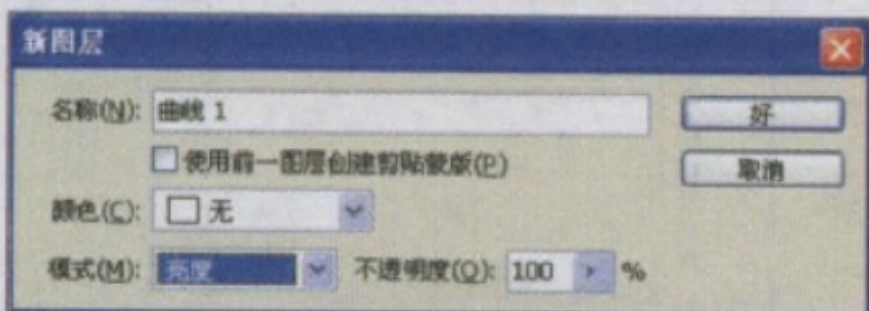 新图层
名称(N): 曲线 1 好
使用前一图层创建剪贴蒙版(P) 取消
颜色(C): 无
模式(M): 亮度 不透明度(O): 100 %